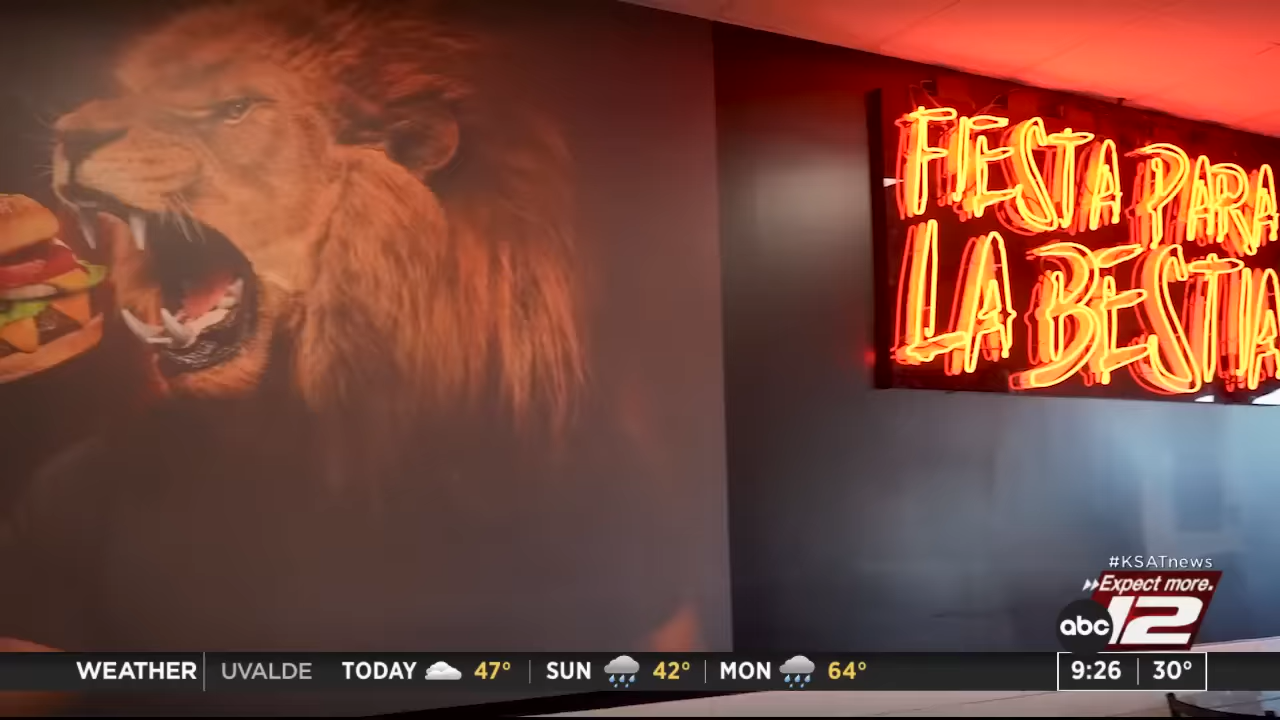 FIESTA PARA
LA BESTIA
#KSATnews
Expect more.
abc 12
WEATHER UVALDE TODAY 47° SUN 42° MON 64° 9:26 30°